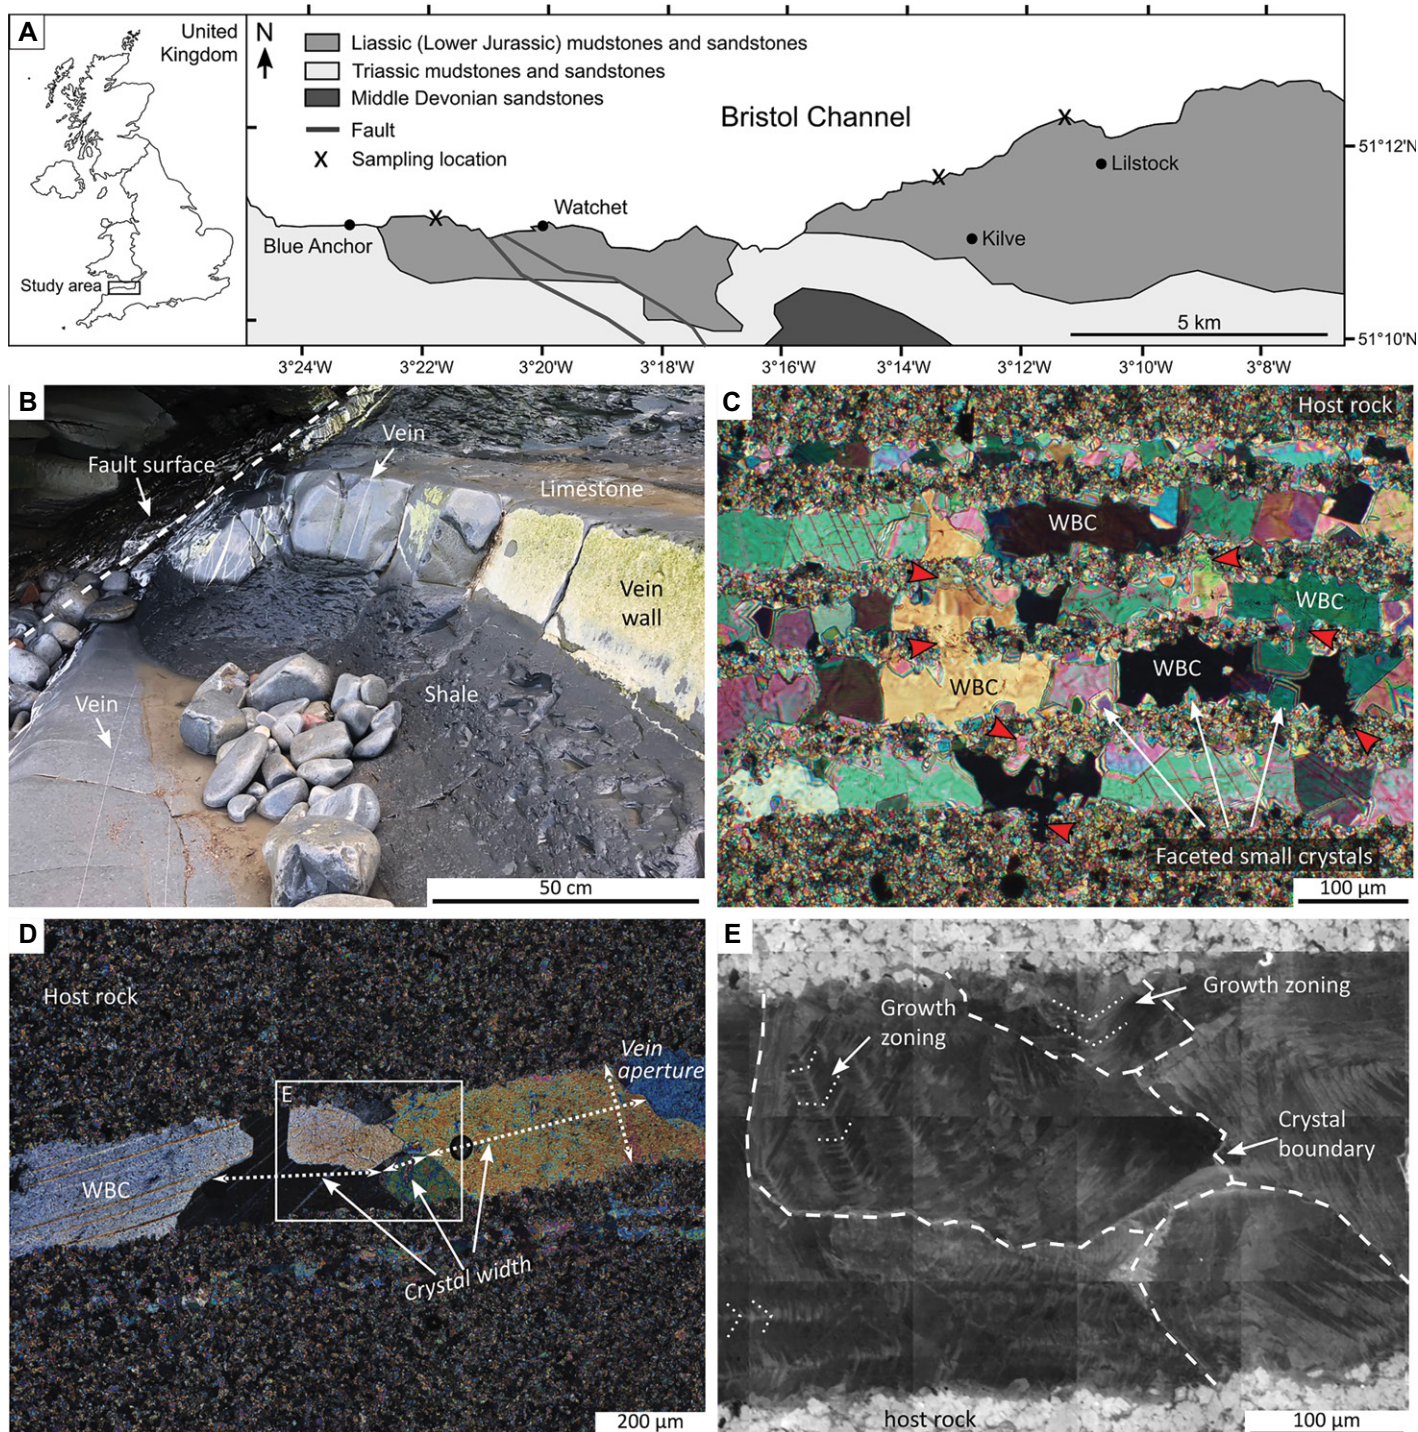 A
United
Kingdom
Study area
N
Liassic (Lower Jurassic) mudstones and sandstones
Triassic mudstones and sandstones
Middle Devonian sandstones
Fault
X Sampling location
Bristol Channel
X
X
X
Blue Anchor
Watchet
Lilstock
Kilve
5 km
51°12'N
51°10'N
3°24'W
3°22'W
3°20'W
3°18'W
3°16'W
3°14'W
3°12'W
3°10'W
3°8'W
B
Fault surface
Vein
Limestone
Vein
wall
Shale
Vein
50 cm
C
Host rock
WBC
WBC
WBC
WBC
Faceted small crystals
100 µm
D
Host rock
Vein
aperture
E
WBC
Crystal width
200 µm
E
Growth zoning
Growth
zoning
Crystal
boundary
host rock
100 µm